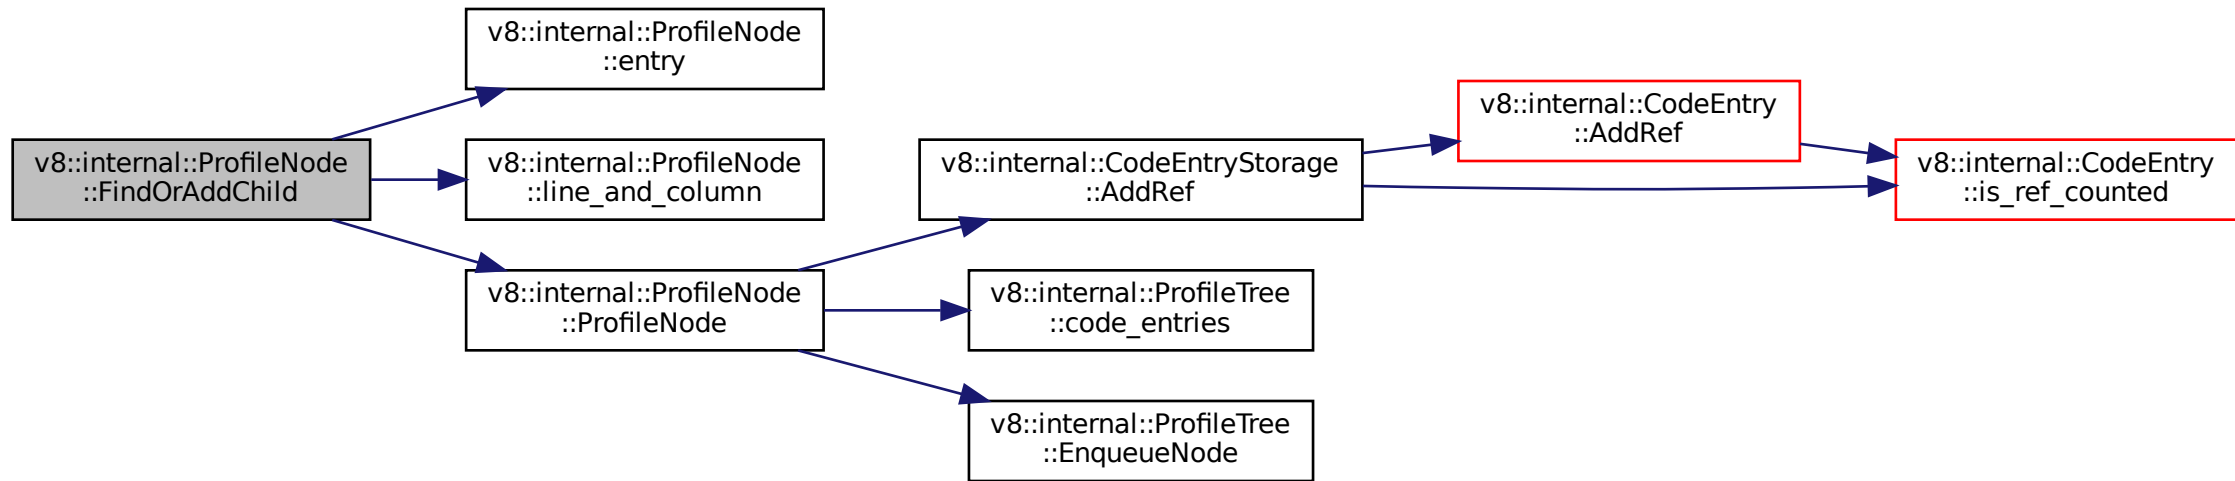 v8::internal::ProfileNode
::FindOrAddChild
v8::internal::ProfileNode
::entry
v8::internal::ProfileNode
::line_and_column
v8::internal::ProfileNode
::ProfileNode
v8::internal::CodeEntryStorage
::AddRef
v8::internal::ProfileTree
::code_entries
v8::internal::ProfileTree
::EnqueueNode
v8::internal::CodeEntry
::AddRef
v8::internal::CodeEntry
::is_ref_counted